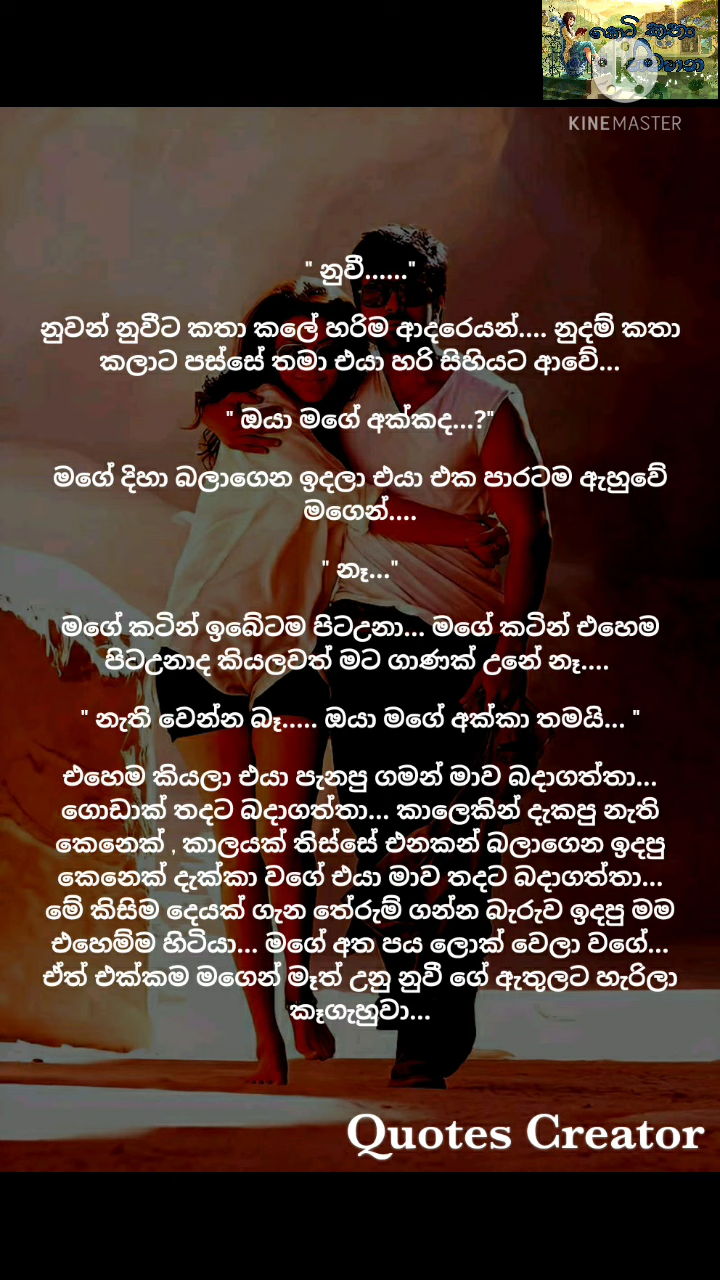 කෙටි කතා
K
KINEMASTER
" නුවී......"
නුවන් නුවීට කතා කලේ හරිම ආදරෙයන්.... නුදම් කතා
කලාට පස්සේ තමා එයා හරි සිහියට ආවේ...
" ඔයා මගේ අක්කද...?"
මගේ දිහා බලාගෙන ඉදලා එයා එක පාරටම ඇහුවේ
මගෙන්....
" නෑ..."
මගේ කටින් ඉබේටම පිටඋනා... මගේ කටින් එහෙම
පිටඋනාද කියලවත් මට ගාණක් උනේ නෑ....
" නැති වෙන්න බෑ..... ඔයා මගේ අක්කා තමයි... "
එහෙම කියලා එයා පැනපු ගමන් මාව බදාගත්තා...
ගොඩාක් තදට බදාගත්තා... කාලෙකින් දැකපු නැති
කෙනෙක් , කාලයක් තිස්සේ එනකන් බලාගෙන ඉදපු
කෙනෙක් දැක්කා වගේ එයා මාව තදට බදාගත්තා...
මේ කිසිම දෙයක් ගැන තේරුම් ගන්න බැරුව ඉදපු මම
එහෙම්ම හිටියා... මගේ අත පය ලොක් වෙලා වගේ...
ඒත් එක්කම මගෙන් මෑත් උනු නුවී ගේ ඇතුලට හැරිලා
කෑගැහුවා...
Quotes Creator